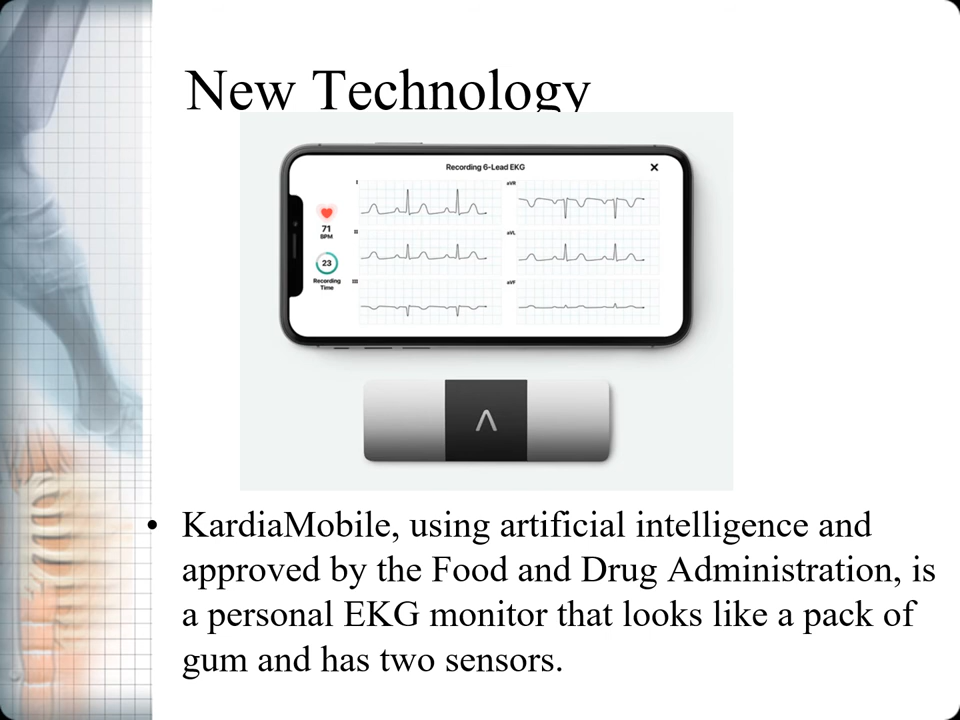 New Technology
Recording 6-Lead EKG
I
aVR
71
BPM
II
aVL
23
Recording
Time
III
aVF
• KardiaMobile, using artificial intelligence and
approved by the Food and Drug Administration, is
a personal EKG monitor that looks like a pack of
gum and has two sensors.